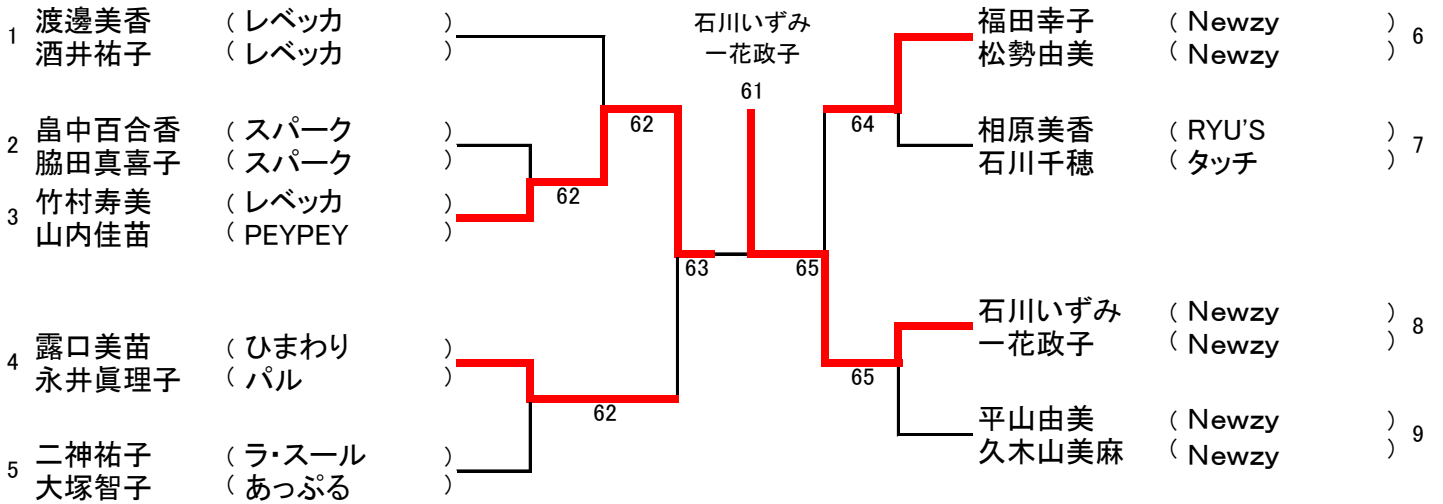 1 渡邊美香 ( レベッカ )
酒井祐子 ( レベッカ )
2 畠中百合香 ( スパーク )
脇田真喜子 ( スパーク )
3 竹村寿美 ( レベッカ )
山内佳苗 ( PEYPEY )
4 露口美苗 ( ひまわり )
永井眞理子 ( パル )
5 二神祐子 ( ラ・スール )
大塚智子 ( あっぷる )
62
62
62
63
石川いずみ
一花政子
61
65
64
65
福田幸子 ( Newzy ) 6
松勢由美 ( Newzy )
相原美香 ( RYU'S ) 7
石川千穂 ( タッチ )
石川いずみ ( Newzy ) 8
一花政子 ( Newzy )
平山由美 ( Newzy ) 9
久木山美麻 ( Newzy )